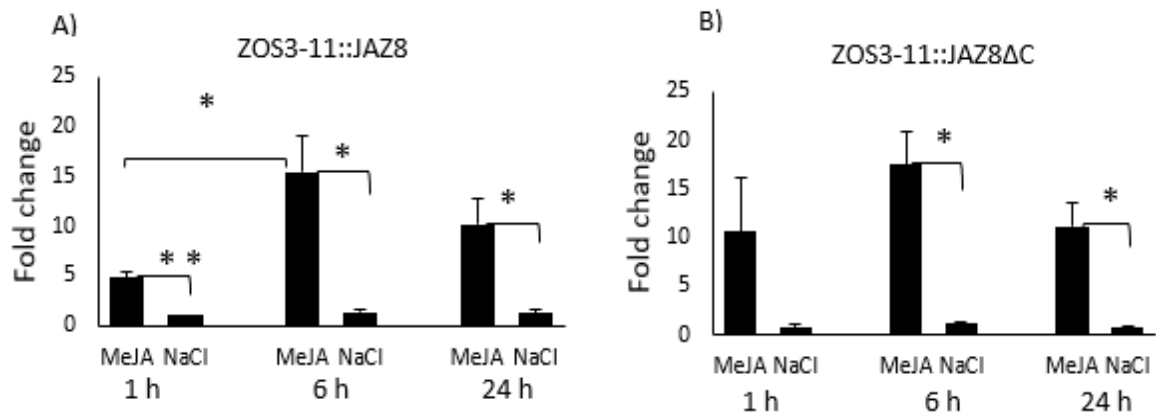 A)
ZOS3-11::JAZ8
Fold change
25
20
15
10
5
0
*
* *
*
*
MeJA NaCl MeJA NaCl MeJA NaCl
1 h 6 h 24 h
B)
ZOS3-11::JAZ8ΔC
Fold change
25
20
15
10
5
0
*
*
MeJA NaCl MeJA NaCl MeJA NaCl
1 h 6 h 24 h